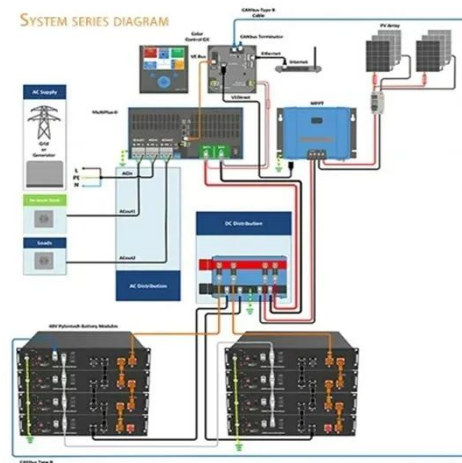 SYSTEM SERIES DIAGRAM
CANbus Type B
Cable
Color
Control GX
CANbus Terminator
PV Array
VE.Bus
Ethernet
Internet
AC Supply
Grid
or
Generator
MultiPlus-II
VE.Direct
MPPT
L
PE
N
ACin
ACout1
Loads
ACout2
AC Distribution
DC Distribution
48V Pylontech Battery Modules
CANbus Type B